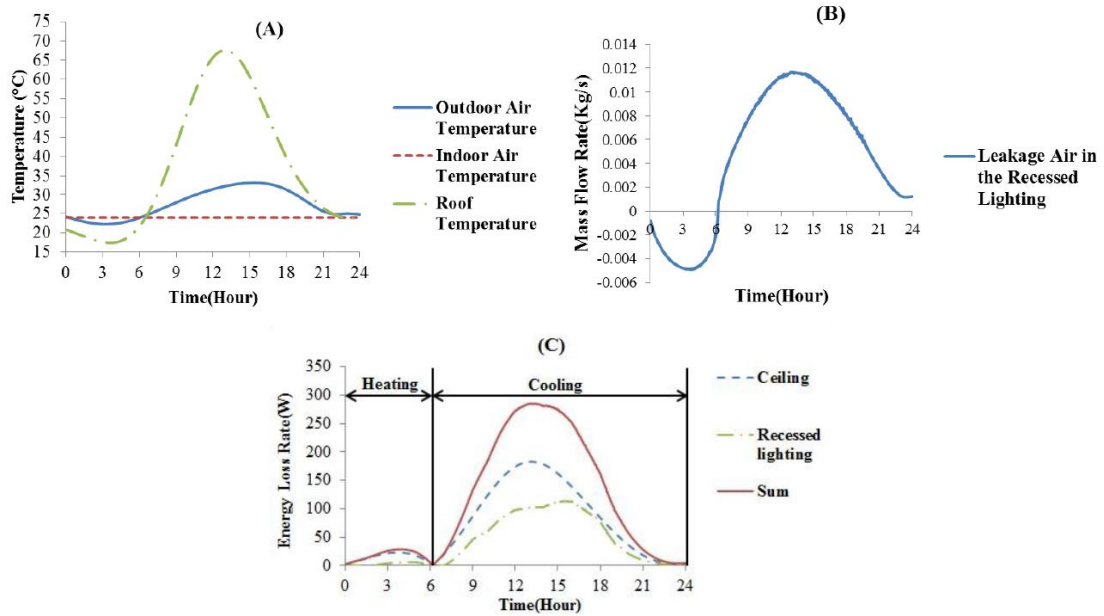 (A)
75
70
65
60
55
50
45
40
35
30
25
20
15
Temperature (°C)
0 3 6 9 12 15 18 21 24
Time(Hour)
Outdoor Air
Temperature
Indoor Air
Temperature
Roof
Temperature
(B)
0.014
0.012
0.01
0.008
0.006
0.004
0.002
0
-0.002
-0.004
-0.006
Mass Flow Rate(Kg/s)
0 3 6 9 12 15 18 21 24
Time(Hour)
Leakage Air in
the Recessed
Lighting
(C)
350
300
250
200
150
100
50
0
Energy Loss Rate(W)
Heating
Cooling
0 3 6 9 12 15 18 21 24
Time(Hour)
Ceiling
Recessed
lighting
Sum